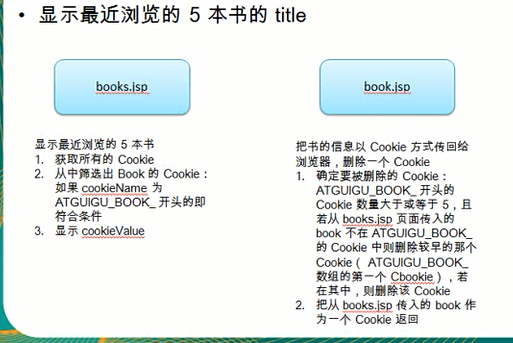 • 显示最近浏览的 5 本书的 title
books.jsp
book.jsp
显示最近浏览的 5 本书
1. 获取所有的 Cookie
2. 从中筛选出 Book 的 Cookie：
如果 cookieName 为
ATGUIGU_BOOK_ 开头的即
符合条件
3. 显示 cookieValue
把书的信息以 Cookie 方式传回给
浏览器，删除一个 Cookie
1. 确定要被删除的 Cookie：
ATGUIGU_BOOK_ 开头的
Cookie 数量大于或等于 5，且
若从 books.jsp 页面传入的
book 不在 ATGUIGU_BOOK_
的 Cookie 中则删除较早的那个
Cookie（ ATGUIGU_BOOK_
数组的第一个 Cbookie），若
在其中，则删除该 Cookie
2. 把从 books.jsp 传入的 book 作
为一个 Cookie 返回